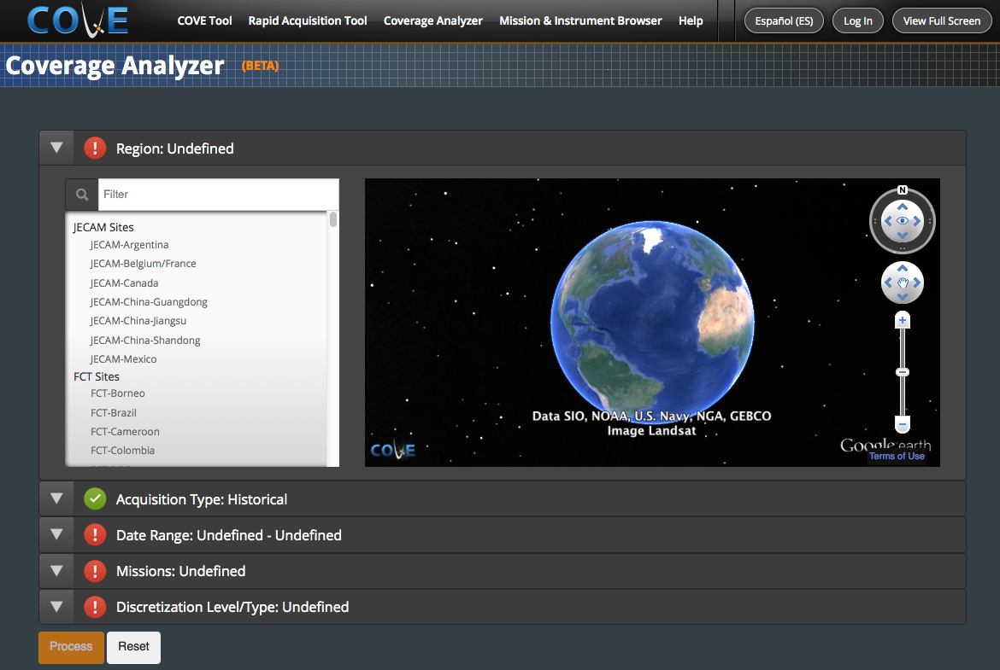 COVE
COVE Tool
Rapid Acquisition Tool
Coverage Analyzer
Mission & Instrument Browser
Help
Español (ES)
Log In
View Full Screen
Coverage Analyzer (BETA)
! Region: Undefined
Filter
JECAM Sites
JECAM-Argentina
JECAM-Belgium/France
JECAM-Canada
JECAM-China-Guangdong
JECAM-China-Jiangsu
JECAM-China-Shandong
JECAM-Mexico
FCT Sites
FCT-Borneo
FCT-Brazil
FCT-Cameroon
FCT-Colombia
N
Data SIO, NOAA, U.S. Navy, NGA, GEBCO
Image Landsat
COVE
Google earth
Terms of Use
Acquisition Type: Historical
! Date Range: Undefined - Undefined
! Missions: Undefined
! Discretization Level/Type: Undefined
Process
Reset